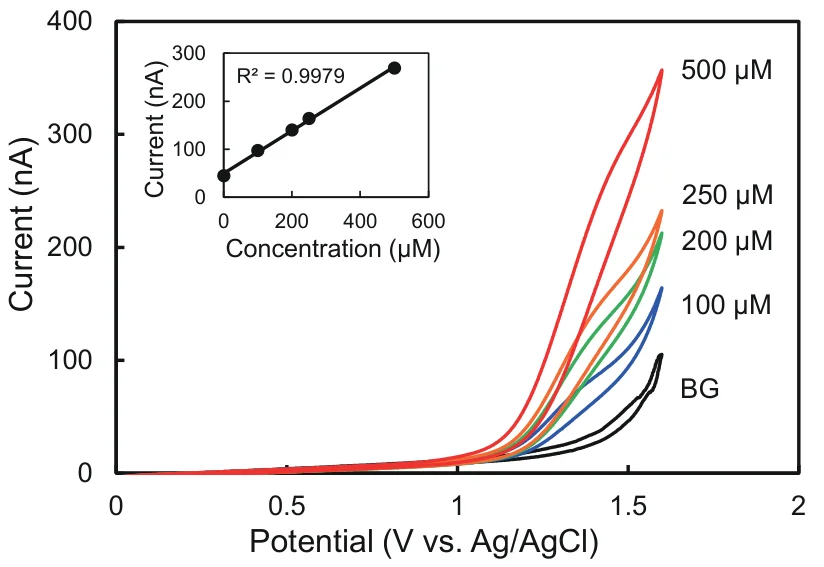 400
300
200
100
0
Current (nA)
0
0.5
1
1.5
2
Potential (V vs. Ag/AgCl)
500 µM
250 µM
200 µM
100 µM
BG
300
200
100
0
Current (nA)
R² = 0.9979
0
200
400
600
Concentration (µM)